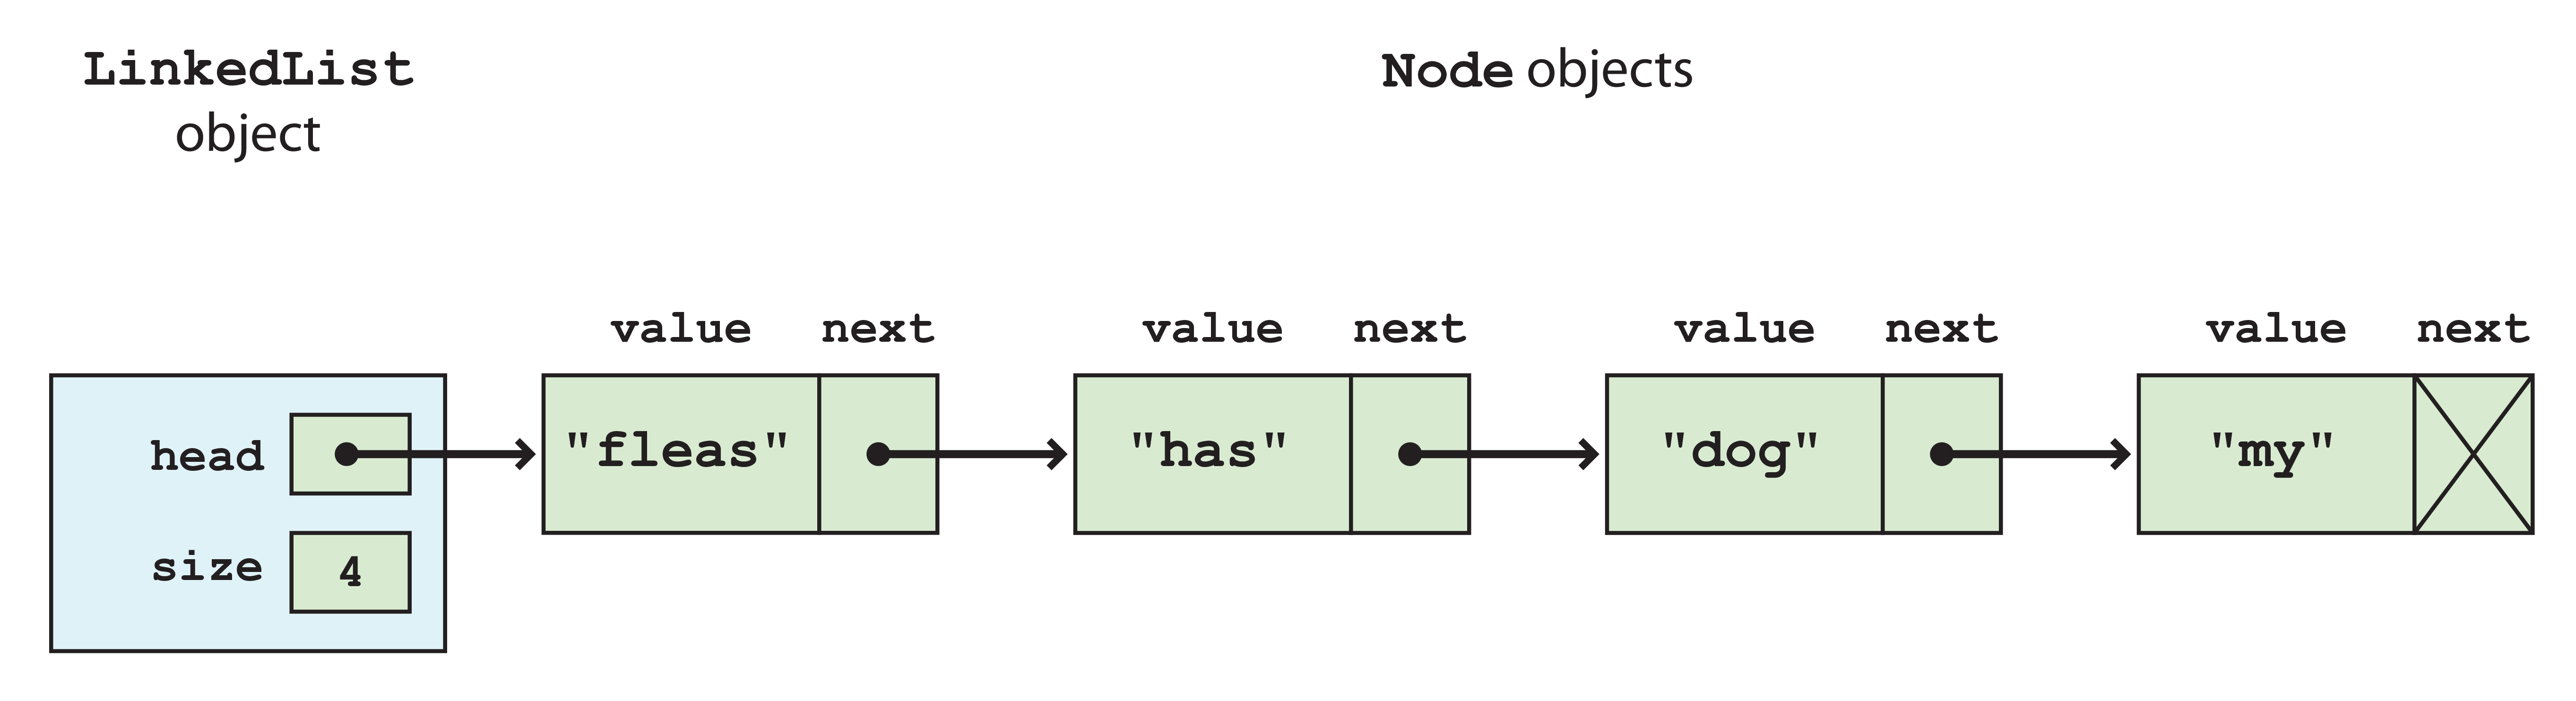 LinkedList
object
Node objects
value next value next value next value next
head
"fleas" "has" "dog" "my"
size 4